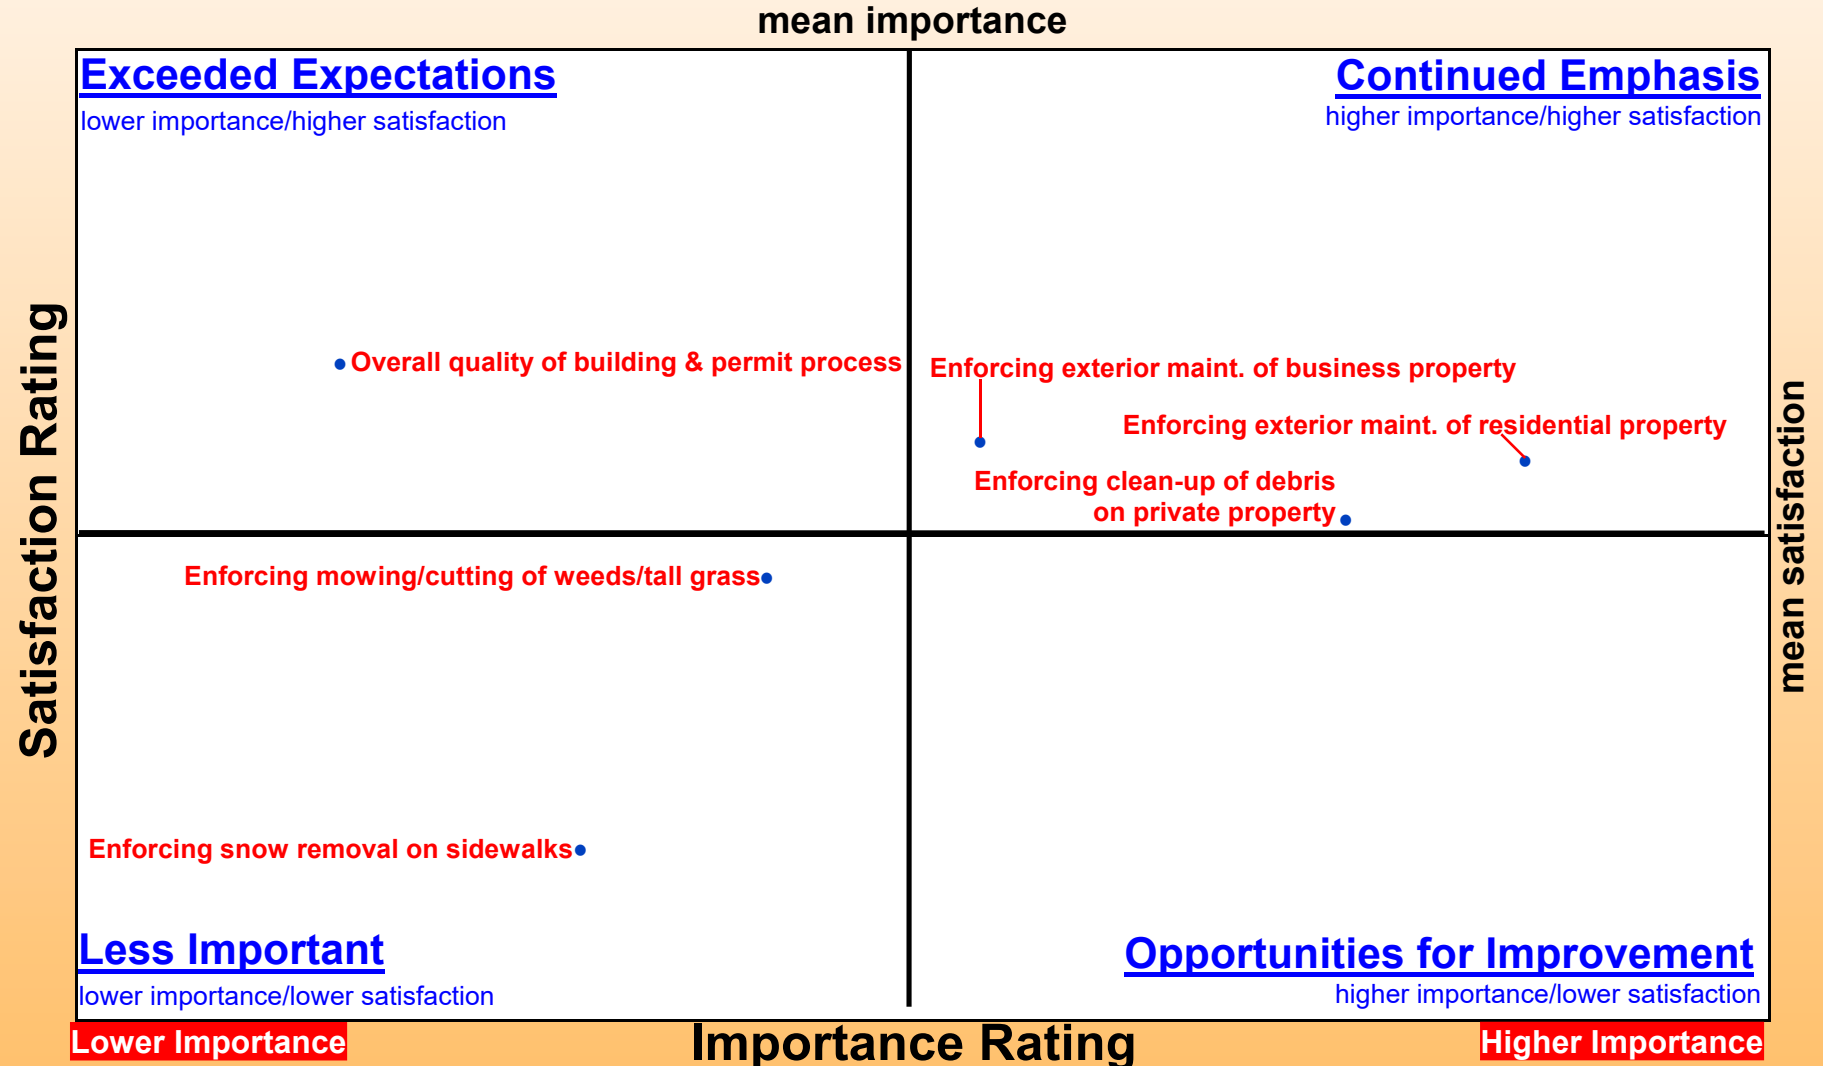 mean importance
Exceeded Expectations
lower importance/higher satisfaction
Continued Emphasis
higher importance/higher satisfaction
Satisfaction Rating
mean satisfaction
Overall quality of building & permit process
Enforcing exterior maint. of business property
Enforcing exterior maint. of residential property
Enforcing clean-up of debris
on private property
Enforcing mowing/cutting of weeds/tall grass
Enforcing snow removal on sidewalks
Less Important
lower importance/lower satisfaction
Opportunities for Improvement
higher importance/lower satisfaction
Lower Importance
Importance Rating
Higher Importance